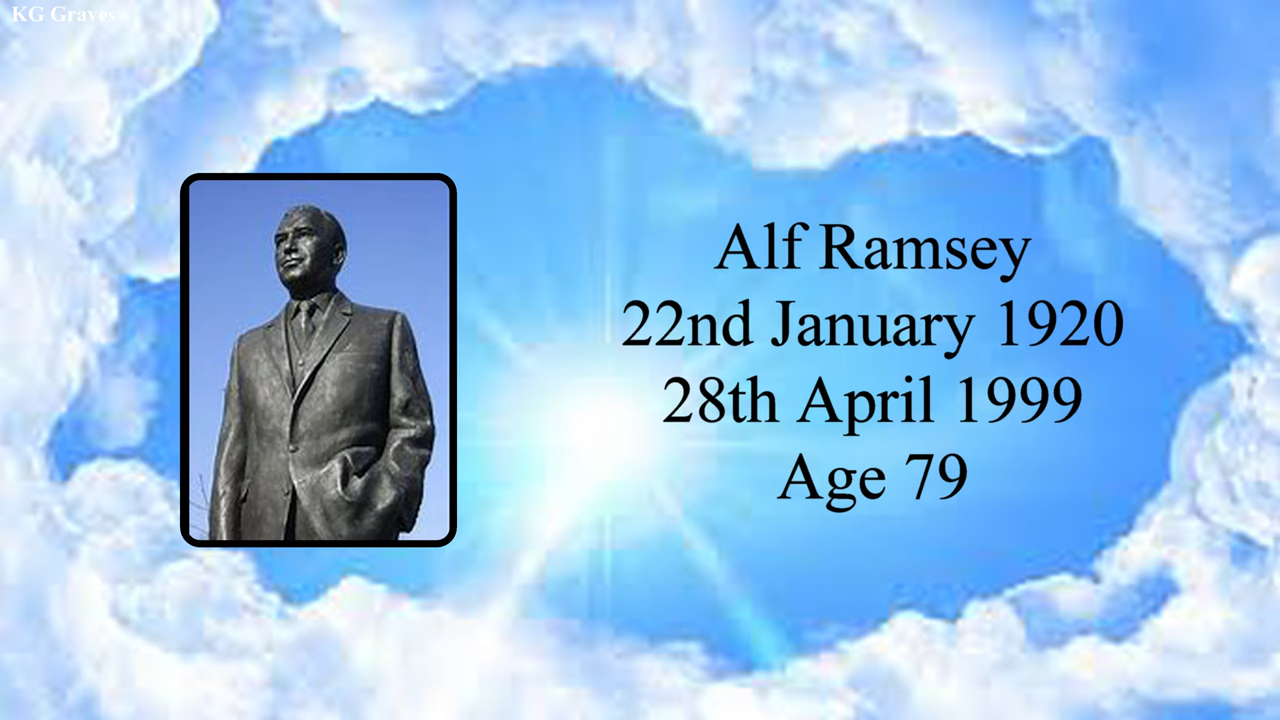 KG Graves
Alf Ramsey
22nd January 1920
28th April 1999
Age 79